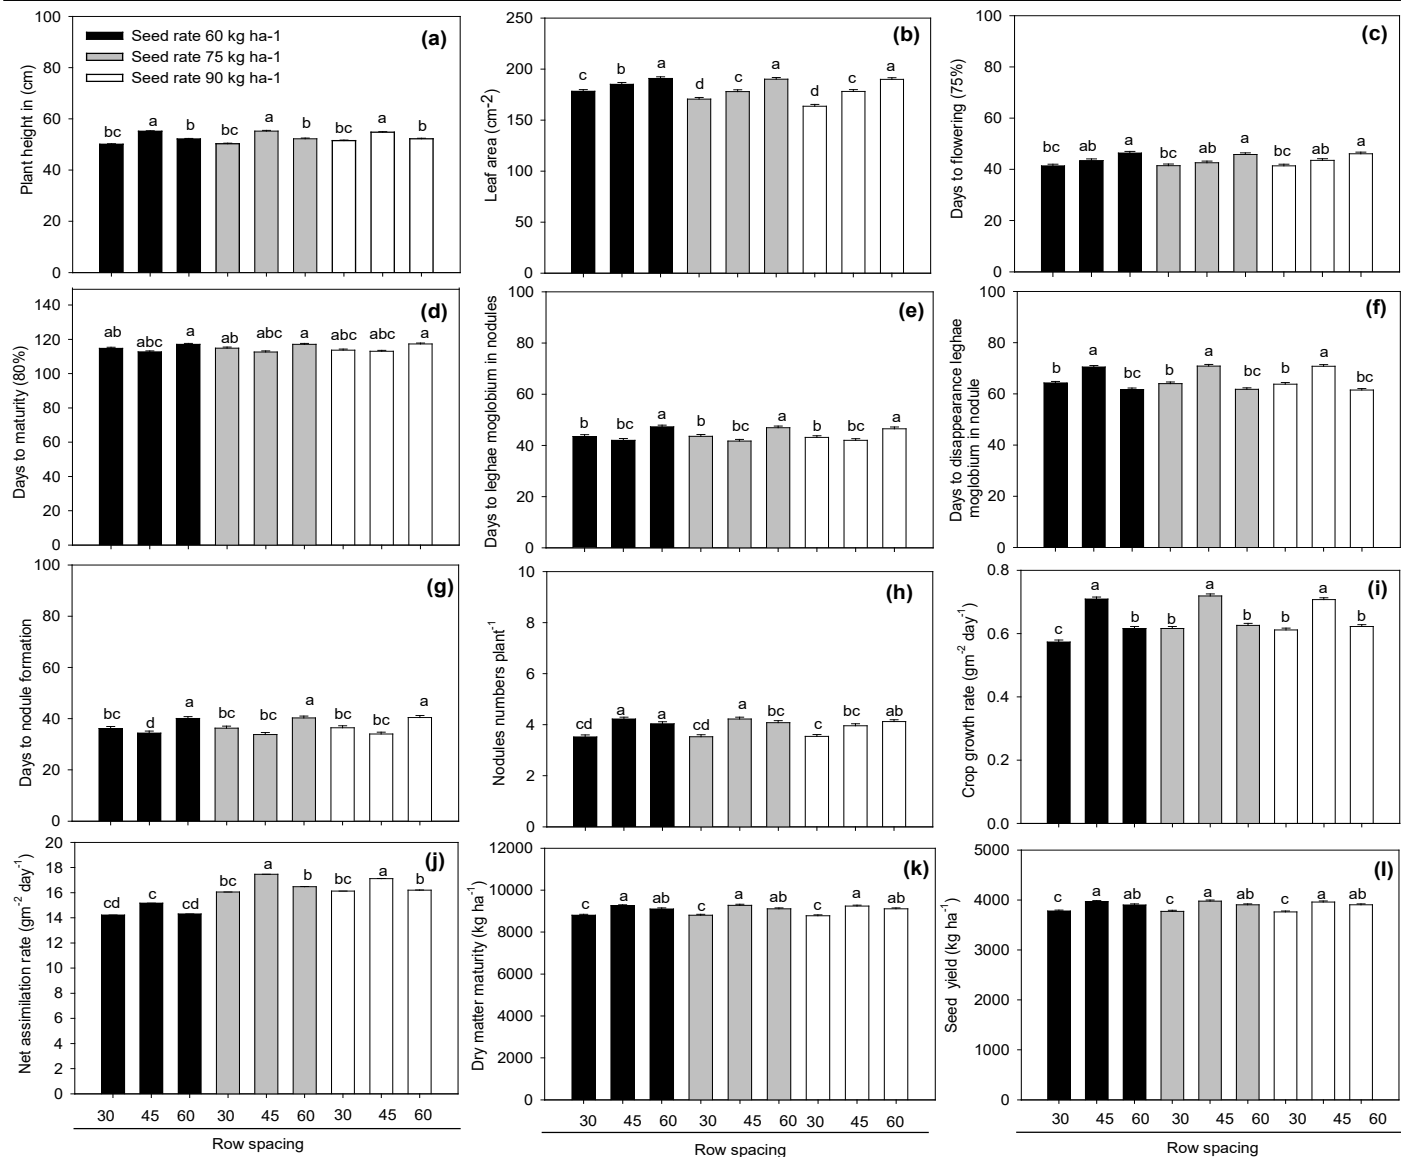 100
80
60
40
20
0
Plant height in (cm)
Seed rate 60 kg ha-1
Seed rate 75 kg ha-1
Seed rate 90 kg ha-1
(a)
bc a b bc a b bc a b
250
200
150
100
50
0
Leaf area (cm-2)
(b)
c b a d c a d c a
100
80
60
40
20
0
Days to flowering (75%)
(c)
bc ab a bc ab a bc ab a
140
120
100
80
60
40
20
0
Days to maturity (80%)
(d)
ab abc a ab abc a abc abc a
100
80
60
40
20
0
Days to leghae moglobium in nodules
(e)
b bc a b bc a b bc a
100
80
60
40
20
0
Days to disappearance leghae
moglobium in nodule
(f)
b a bc b a bc b a bc
100
80
60
40
20
0
Days to nodule formation
(g)
bc d a bc bc a bc bc a
10
8
6
4
2
0
Nodules numbers plant-1
(h)
cd a a cd a bc c bc ab
0.8
0.6
0.4
0.2
0.0
Crop growth rate (gm-2 day-1)
(i)
c a b b a b b a b
20
18
16
14
12
10
8
6
4
2
0
Net assimilation rate (gm-2 day-1)
(j)
cd c cd bc a b bc a b
30 45 60 30 45 60 30 45 60
Row spacing
12000
10000
8000
6000
4000
2000
0
Dry matter maturity (kg ha-1)
(k)
c a ab c a ab c a ab
30 45 60 30 45 60 30 45 60
Row spacing
5000
4000
3000
2000
1000
0
Seed yield (kg ha-1)
(l)
c a ab c a ab c a ab
30 45 60 30 45 60 30 45 60
Row spacing